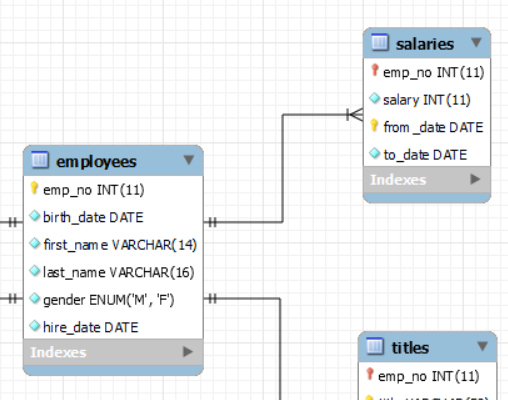 salaries
emp_no INT(11)
salary INT(11)
from_date DATE
to_date DATE
Indexes
employees
emp_no INT(11)
birth_date DATE
first_name VARCHAR(14)
last_name VARCHAR(16)
gender ENUM('M', 'F')
hire_date DATE
Indexes
titles
emp_no INT(11)